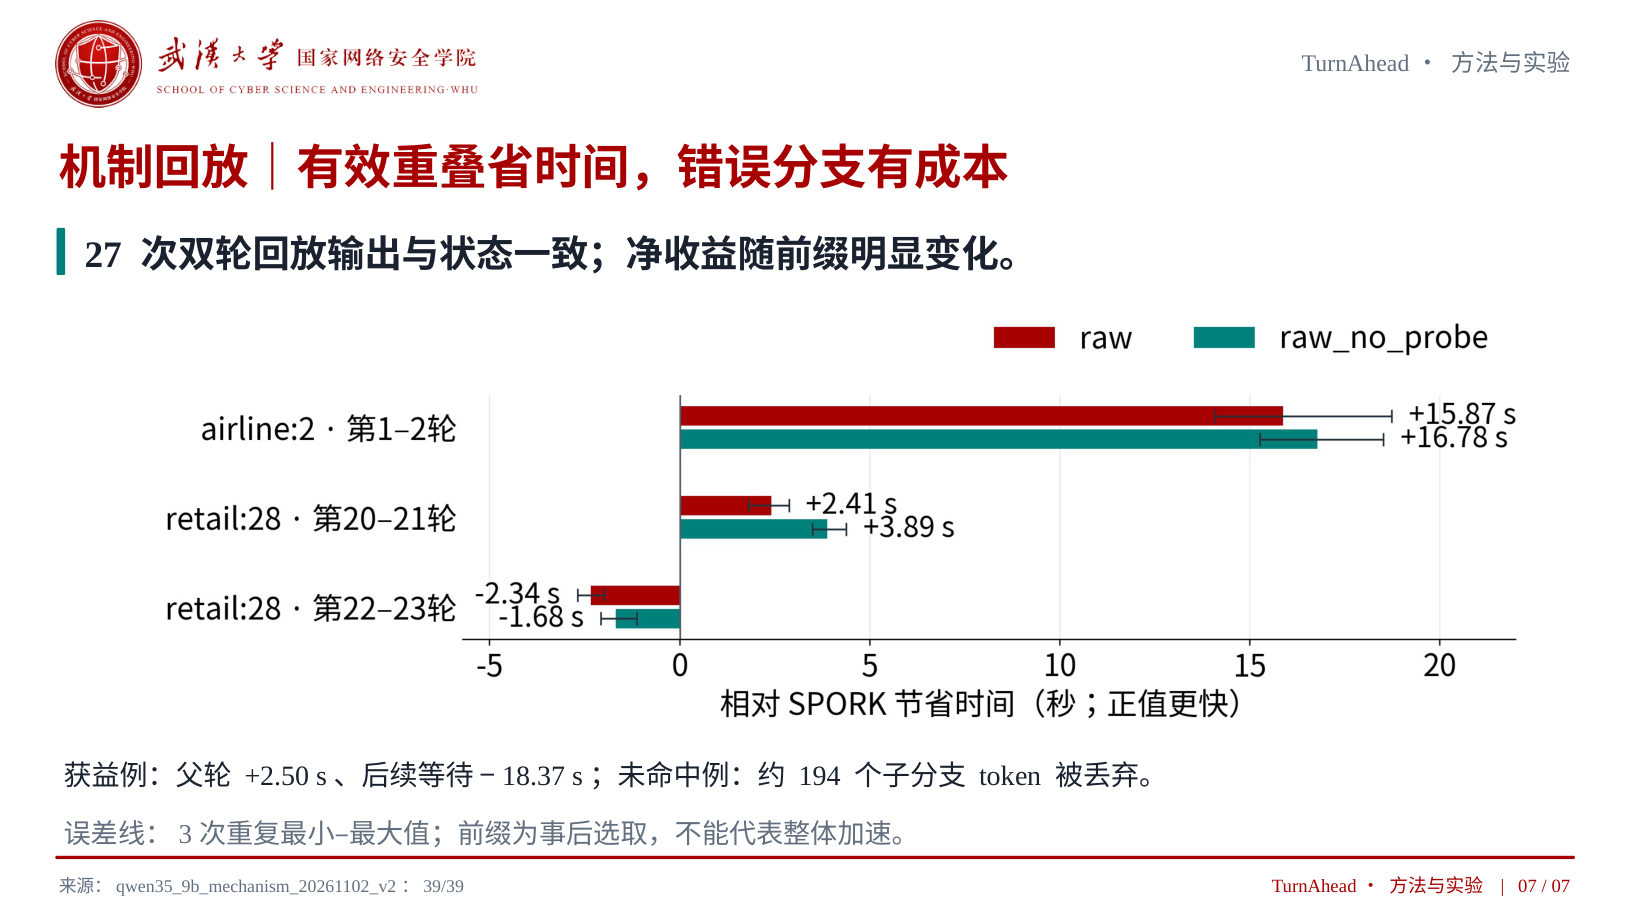 武汉大学 国家网络安全学院
SCHOOL OF CYBER SCIENCE AND ENGINEERING·WHU
TurnAhead • 方法与实验
机制回放｜有效重叠省时间，错误分支有成本
27 次双轮回放输出与状态一致；净收益随前缀明显变化。
raw
raw_no_probe
airline:2 · 第1–2轮
+15.87 s
+16.78 s
retail:28 · 第20–21轮
+2.41 s
+3.89 s
retail:28 · 第22–23轮
-2.34 s
-1.68 s
-5 0 5 10 15 20
相对 SPORK 节省时间（秒；正值更快）
获益例：父轮 +2.50 s、后续等待 −18.37 s；未命中例：约 194 个子分支 token 被丢弃。
误差线：3 次重复最小–最大值；前缀为事后选取，不能代表整体加速。
来源：qwen35_9b_mechanism_20261102_v2：39/39
TurnAhead • 方法与实验 | 07 / 07